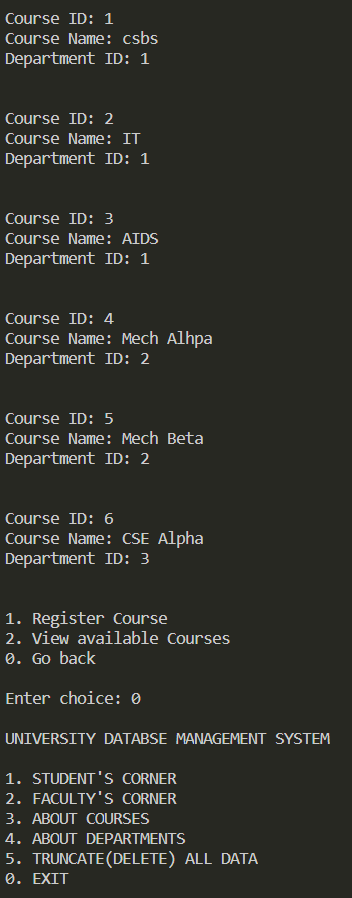 Course ID: 1
Course Name: csbs
Department ID: 1
Course ID: 2
Course Name: IT
Department ID: 1
Course ID: 3
Course Name: AIDS
Department ID: 1
Course ID: 4
Course Name: Mech Alhpa
Department ID: 2
Course ID: 5
Course Name: Mech Beta
Department ID: 2
Course ID: 6
Course Name: CSE Alpha
Department ID: 3
1. Register Course
2. View available Courses
0. Go back
Enter choice: 0
UNIVERSITY DATABSE MANAGEMENT SYSTEM
1. STUDENT'S CORNER
2. FACULTY'S CORNER
3. ABOUT COURSES
4. ABOUT DEPARTMENTS
5. TRUNCATE(DELETE) ALL DATA
0. EXIT